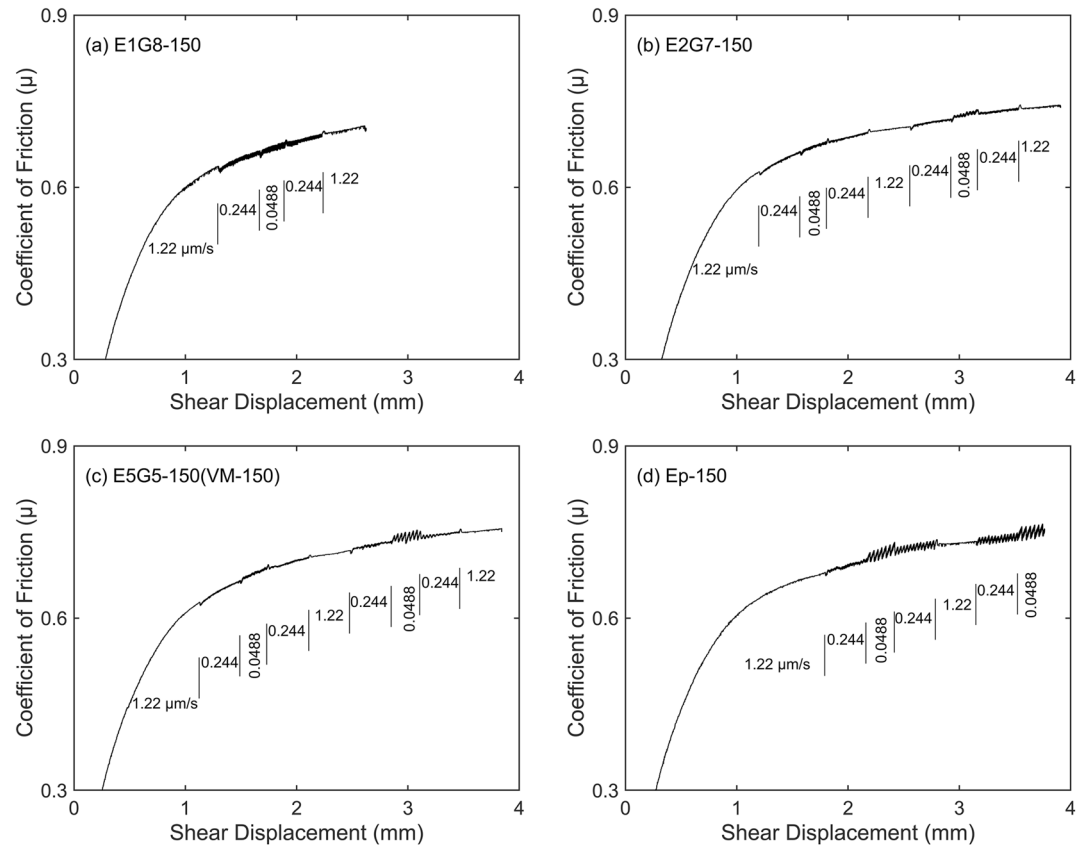 (a) E1G8-150
Coefficient of Friction (μ)
0.9
0.6
0.3
1.22 μm/s
0.244
0.0488
0.244
1.22
0 1 2 3 4
Shear Displacement (mm)
(b) E2G7-150
Coefficient of Friction (μ)
0.9
0.6
0.3
1.22 μm/s
0.244
0.0488
0.244
1.22
0.244
0.0488
0.244
1.22
0 1 2 3 4
Shear Displacement (mm)
(c) E5G5-150(VM-150)
Coefficient of Friction (μ)
0.9
0.6
0.3
1.22 μm/s
0.244
0.0488
0.244
1.22
0.244
0.0488
0.244
1.22
0 1 2 3 4
Shear Displacement (mm)
(d) Ep-150
Coefficient of Friction (μ)
0.9
0.6
0.3
1.22 μm/s
0.244
0.0488
0.244
1.22
0.244
0.0488
0 1 2 3 4
Shear Displacement (mm)